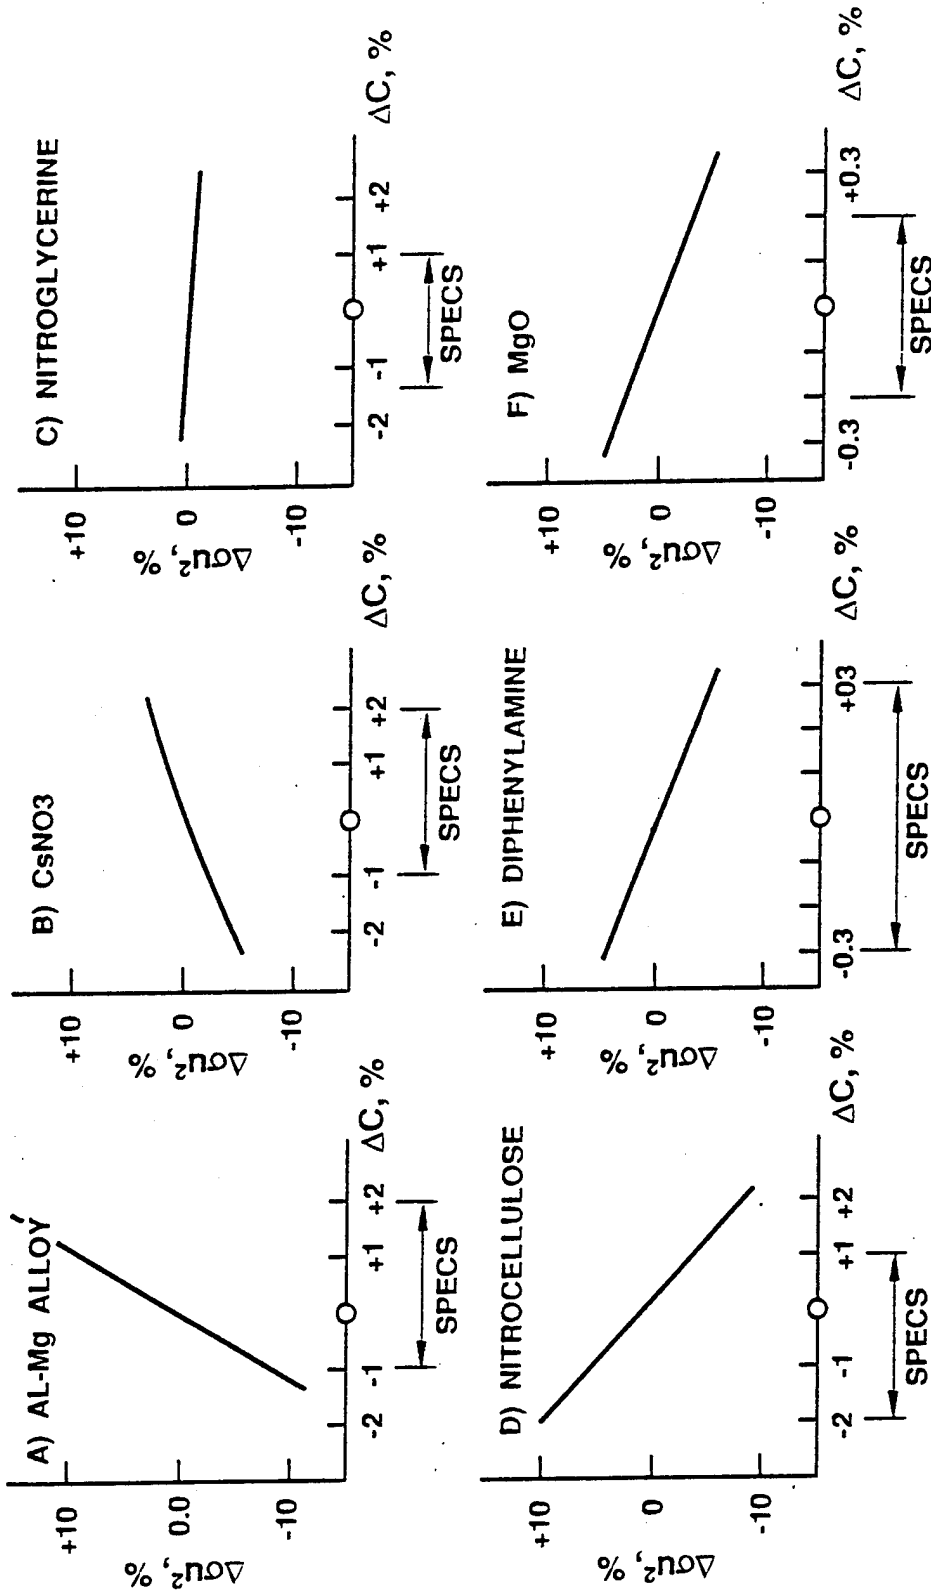 A) AL-Mg ALLOY
+10
0.0
-10
Δσu², %
-2
-1
+1
+2
ΔC, %
SPECS
B) CsNO3
+10
0
-10
Δσu², %
-2
-1
+1
+2
ΔC, %
SPECS
C) NITROGLYCERINE
+10
0
-10
Δσu², %
-2
-1
+1
+2
ΔC, %
SPECS
D) NITROCELLULOSE
+10
0
-10
Δσu², %
-2
-1
+1
+2
ΔC, %
SPECS
E) DIPHENYLAMINE
+10
0
-10
Δσu², %
-0.3
+03
ΔC, %
SPECS
F) MgO
+10
0
-10
Δσu², %
-0.3
+0.3
ΔC, %
SPECS